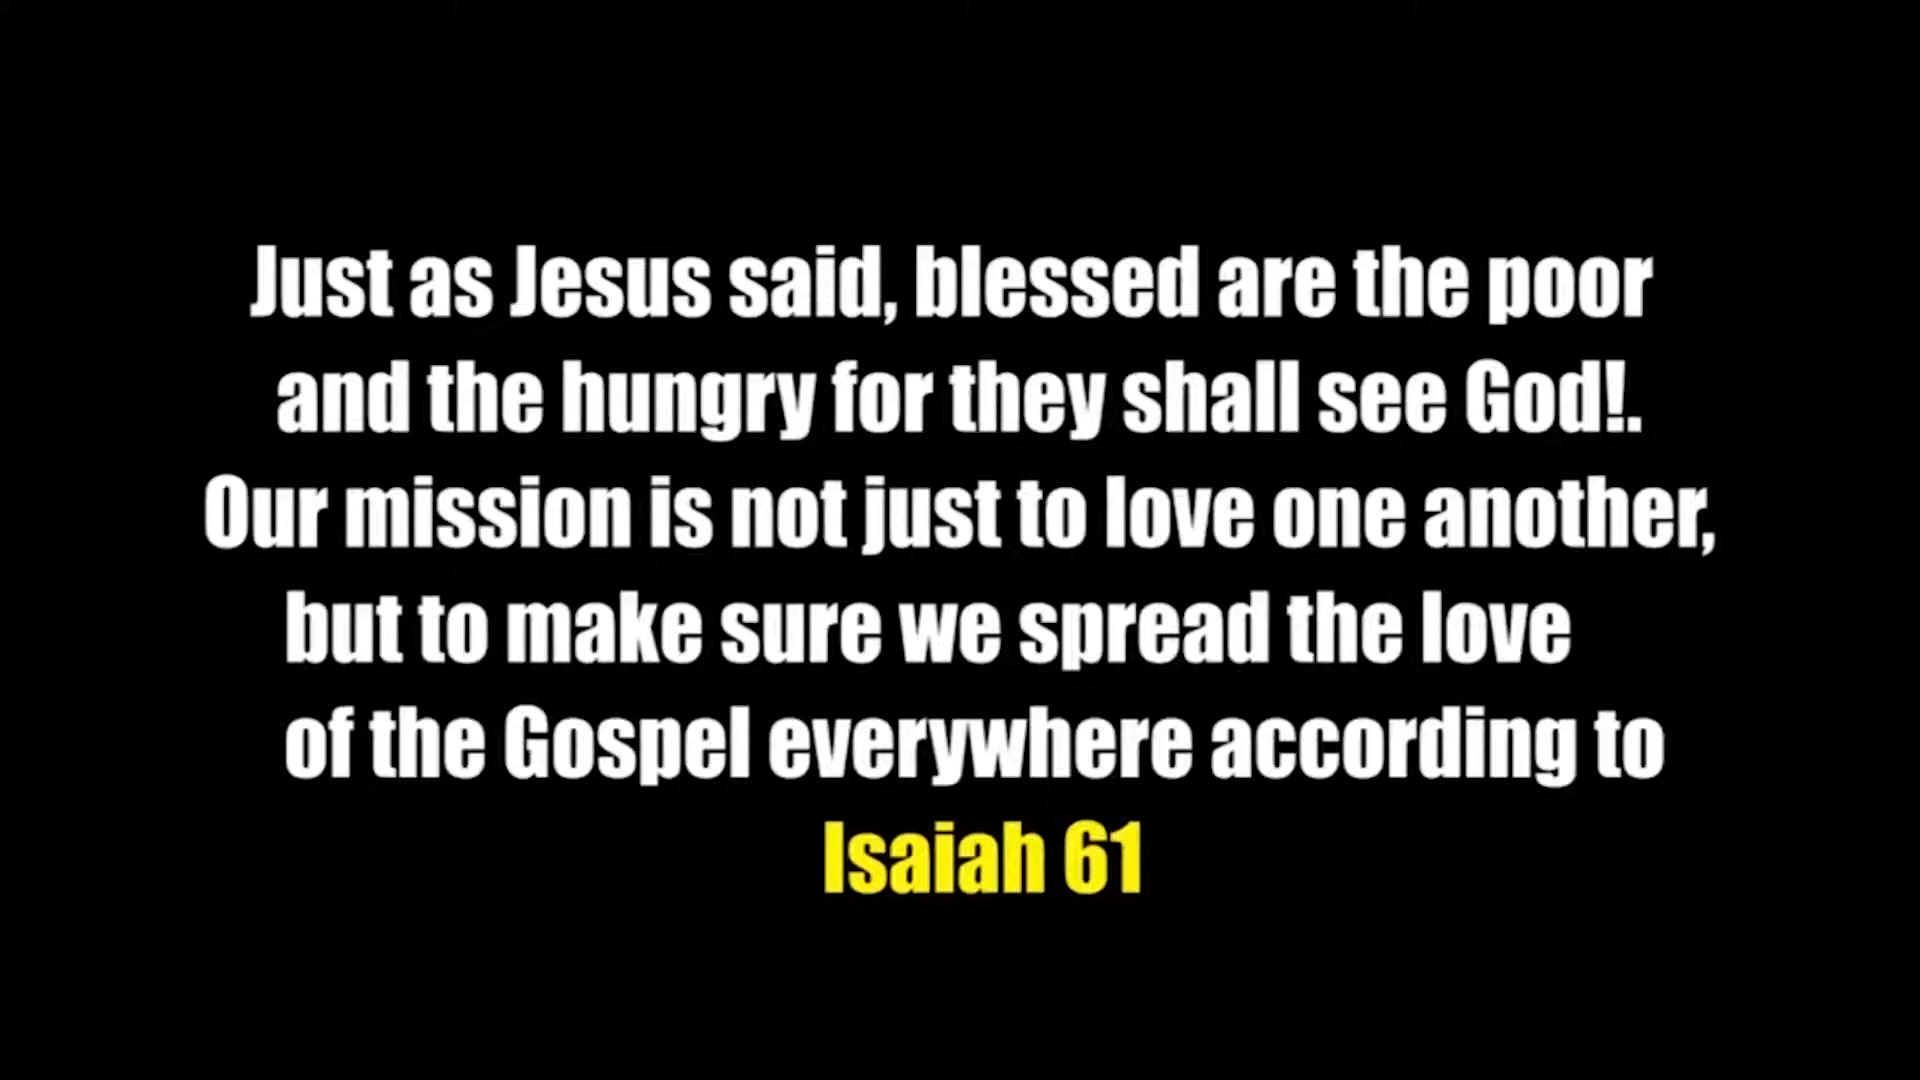 Just as Jesus said, blessed are the poor
and the hungry for they shall see God!.
Our mission is not just to love one another,
but to make sure we spread the love
of the Gospel everywhere according to
Isaiah 61